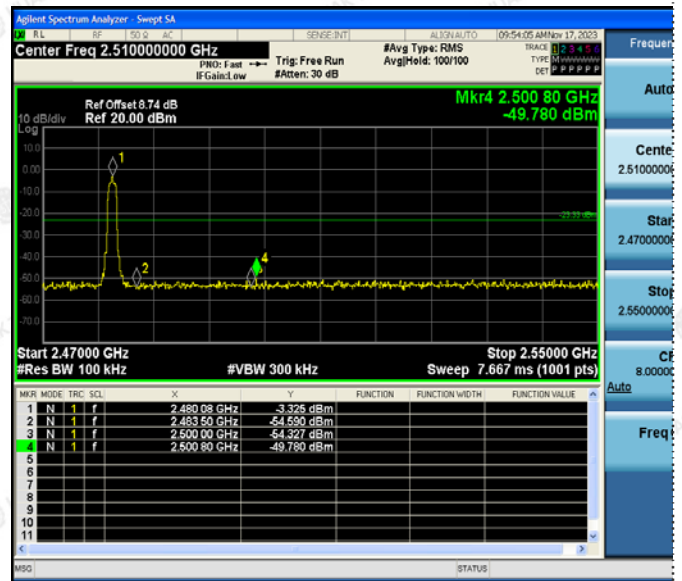 Agilent Spectrum Analyzer - Swept SA
RL RF 50 Ω AC SENSE:INT ALIGNAUTO 09:54:05 AM Nov 17, 2023
Center Freq 2.510000000 GHz #Avg Type: RMS TRACE 1 2 3 4 5 6 Frequen
PNO: Fast Trig: Free Run Avg|Hold: 100/100 TYPE M
IFGain:Low #Atten: 30 dB DET P P P P P P
Auto
Ref Offset 8.74 dB Mkr4 2.500 80 GHz
10 dB/div Ref 20.00 dBm -49.780 dBm
Log
10.0
0.00
-10.0
-20.0
-30.0
-40.0
-50.0
-60.0
-70.0
1
2
4
-23.33 dBm
Cente
2.5100000
Star
2.4700000
Stop
2.5500000
Start 2.47000 GHz Stop 2.55000 GHz
#Res BW 100 kHz #VBW 300 kHz Sweep 7.667 ms (1001 pts)
CF
8.00000
Auto
MKR MODE TRC SCL X Y FUNCTION FUNCTION WIDTH FUNCTION VALUE
1 N 1 f 2.480 08 GHz -3.325 dBm
2 N 1 f 2.483 50 GHz -54.590 dBm
3 N 1 f 2.500 00 GHz -54.327 dBm
4 N 1 f 2.500 80 GHz -49.780 dBm
5
6
7
8
9
10
11
Freq
MSG STATUS